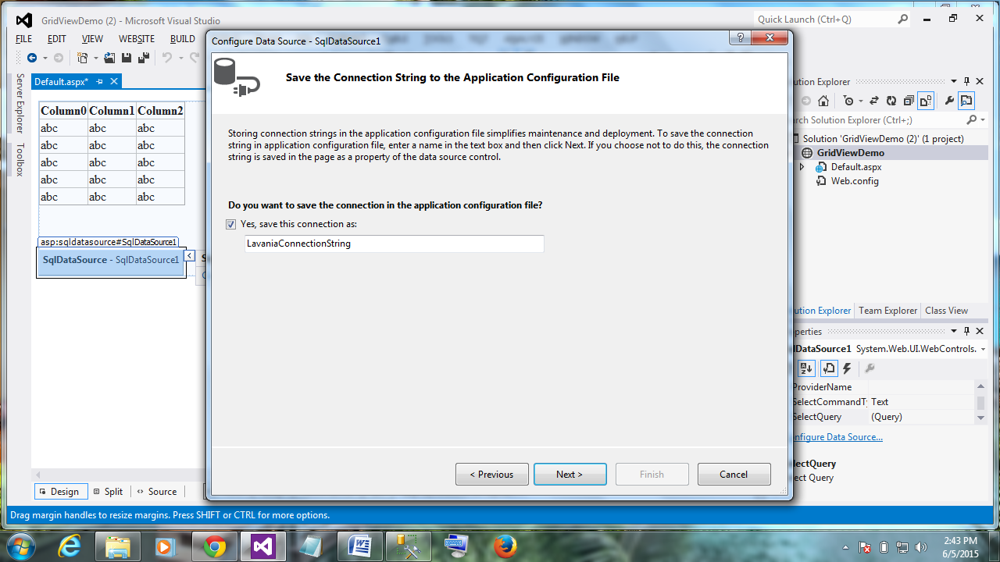 GridViewDemo (2) - Microsoft Visual Studio
Quick Launch (Ctrl+Q)
FILE EDIT VIEW WEBSITE BUILD
Configure Data Source - SqlDataSource1
Save the Connection String to the Application Configuration File
Storing connection strings in the application configuration file simplifies maintenance and deployment. To save the connection
string in application configuration file, enter a name in the text box and then click Next. If you choose not to do this, the connection
string is saved in the page as a property of the data source control.
Do you want to save the connection in the application configuration file?
Yes, save this connection as:
LavaniaConnectionString
< Previous Next > Finish Cancel
Server Explorer
Toolbox
Default.aspx*
Column0 Column1 Column2
abc abc abc
abc abc abc
abc abc abc
abc abc abc
abc abc abc
asp:sqldatasource#SqlDataSource1
SqlDataSource - SqlDataSource1
Design Split Source
ution Explorer
rch Solution Explorer (Ctrl+;)
Solution 'GridViewDemo (2)' (1 project)
GridViewDemo
Default.aspx
Web.config
ution Explorer Team Explorer Class View
perties
lDataSource1 System.Web.UI.WebControls.
ProviderName
SelectCommandT Text
SelectQuery (Query)
nfigure Data Source...
lectQuery
ect Query
Drag margin handles to resize margins. Press SHIFT or CTRL for more options.
2:43 PM
6/5/2015